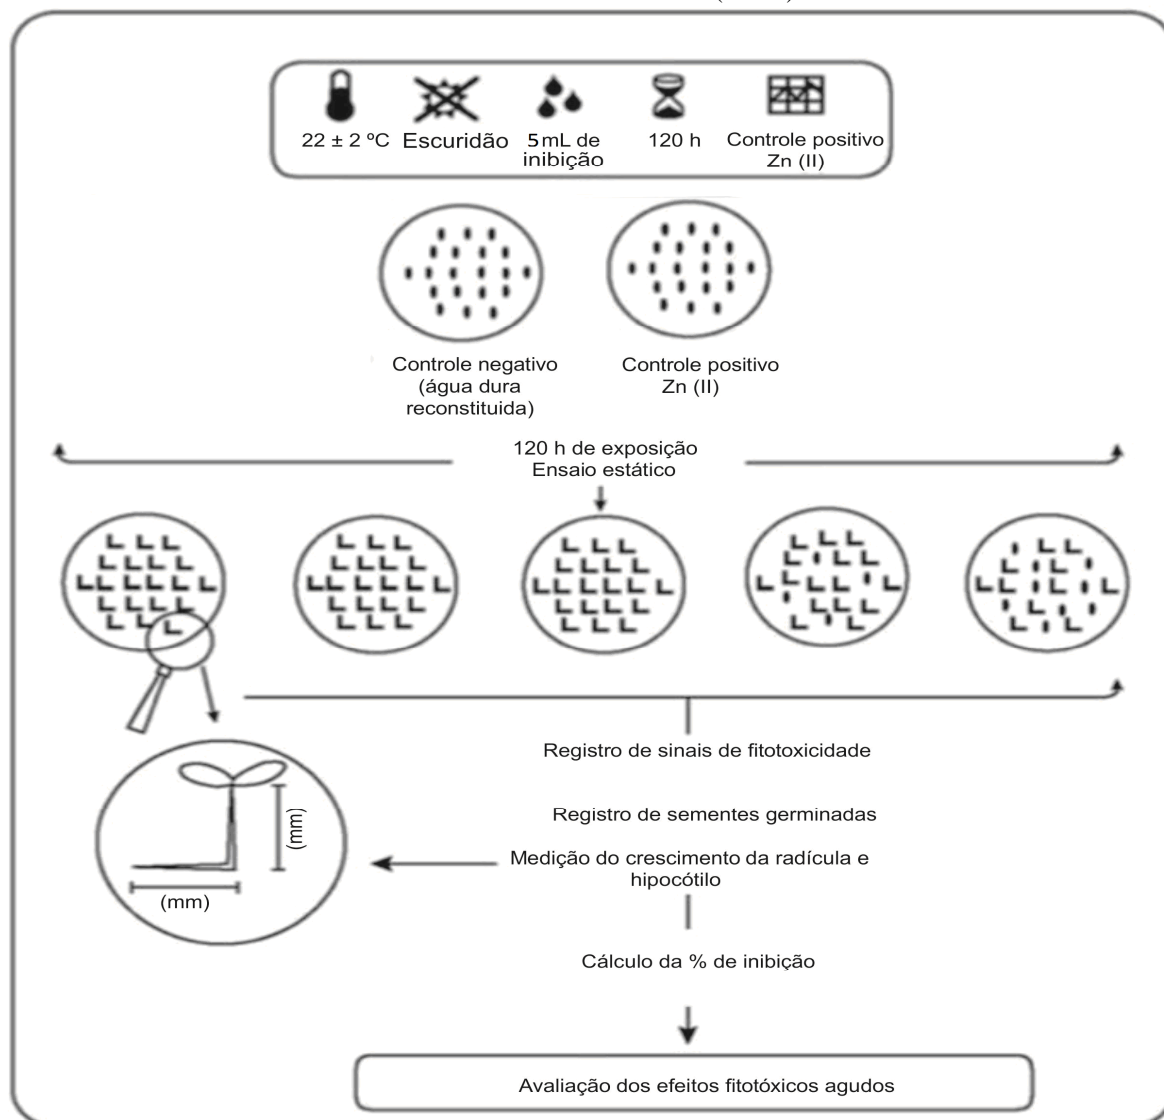 22 ± 2 ºC
Escuridão
5mL de
inibição
120 h
Controle positivo
Zn (II)
Controle negativo
(água dura
reconstituida)
Controle positivo
Zn (II)
120 h de exposição
Ensaio estático
Registro de sinais de fitotoxicidade
Registro de sementes germinadas
Medição do crescimento da radícula e
hipocótilo
(mm)
(mm)
Cálculo da % de inibição
Avaliação dos efeitos fitotóxicos agudos